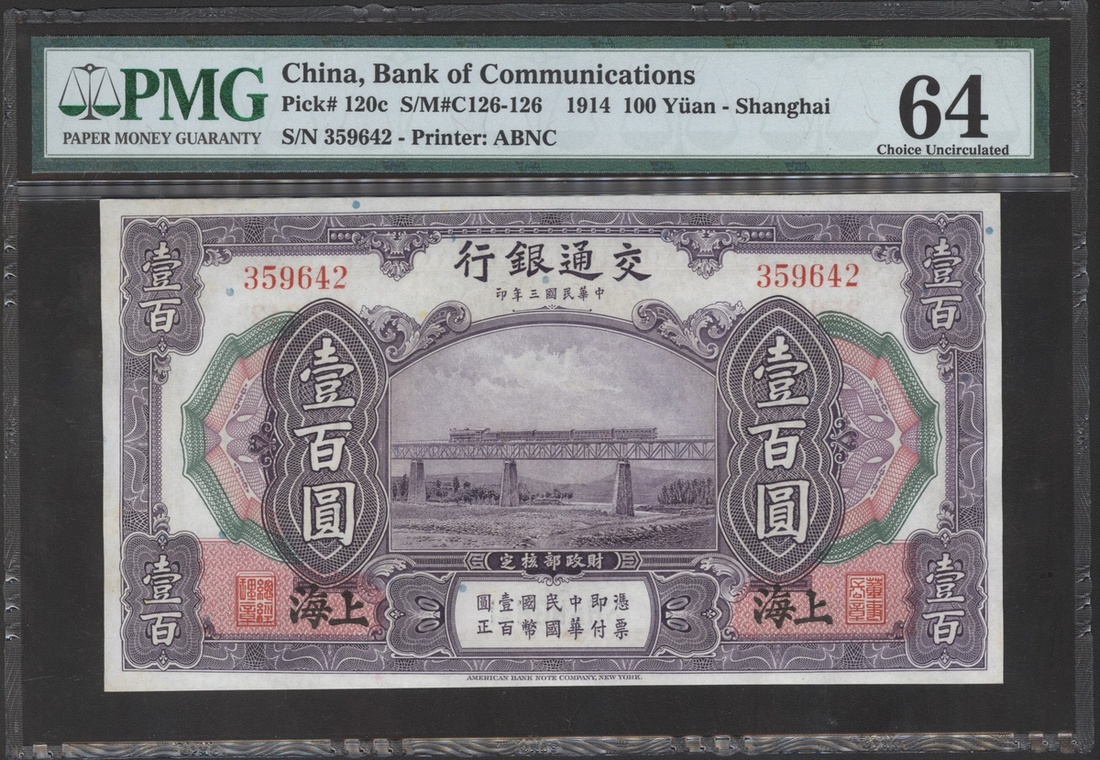 PMG
PAPER MONEY GUARANTY
China, Bank of Communications
Pick# 120c S/M#C126-126 1914 100 Yüan - Shanghai
S/N 359642 - Printer: ABNC
64
Choice Uncirculated
壹百
壹百
交通銀行
中華民國三年印
359642
359642
壹百圓
壹百圓
財政部核定
憑票即付中華民國國幣壹百圓正
上海
上海
總經理章
壹百
壹百
AMERICAN BANK NOTE COMPANY, NEW YORK.